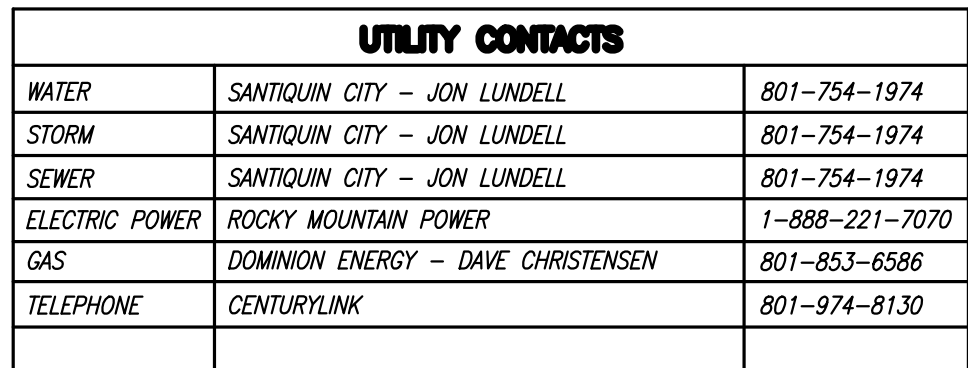 UTILITY CONTACTS
WATER SANTIQUIN CITY – JON LUNDELL 801–754–1974
STORM SANTIQUIN CITY – JON LUNDELL 801–754–1974
SEWER SANTIQUIN CITY – JON LUNDELL 801–754–1974
ELECTRIC POWER ROCKY MOUNTAIN POWER 1–888–221–7070
GAS DOMINION ENERGY – DAVE CHRISTENSEN 801–853–6586
TELEPHONE CENTURYLINK 801–974–8130